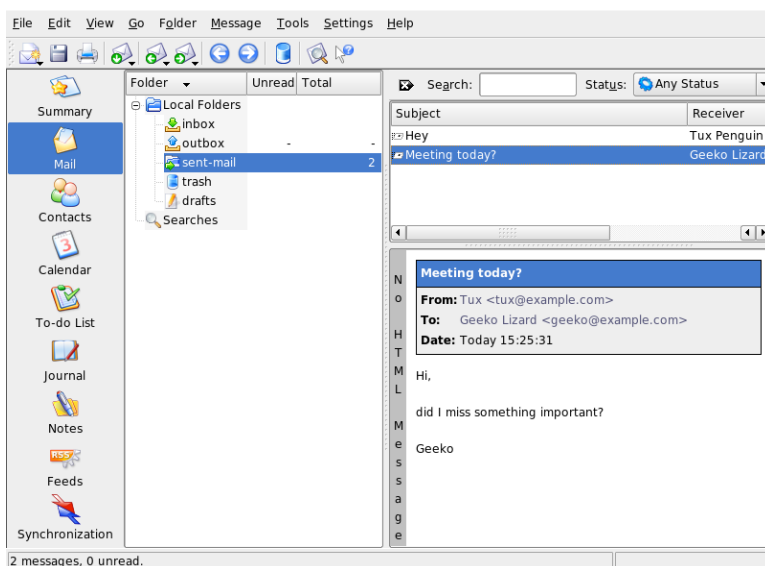 File Edit View Go Folder Message Tools Settings Help
Summary
Mail
Contacts
3
Calendar
To-do List
Journal
Notes
RSS
Feeds
Synchronization
Folder Unread Total
Local Folders
inbox
outbox - -
sent-mail 2
trash
drafts
Searches
Search: Status: Any Status
Subject Receiver
Hey Tux Penguin
Meeting today? Geeko Lizard
No HTML Message
Meeting today?
From: Tux <tux@example.com>
To: Geeko Lizard <geeko@example.com>
Date: Today 15:25:31
Hi,
did I miss something important?
Geeko
2 messages, 0 unread.